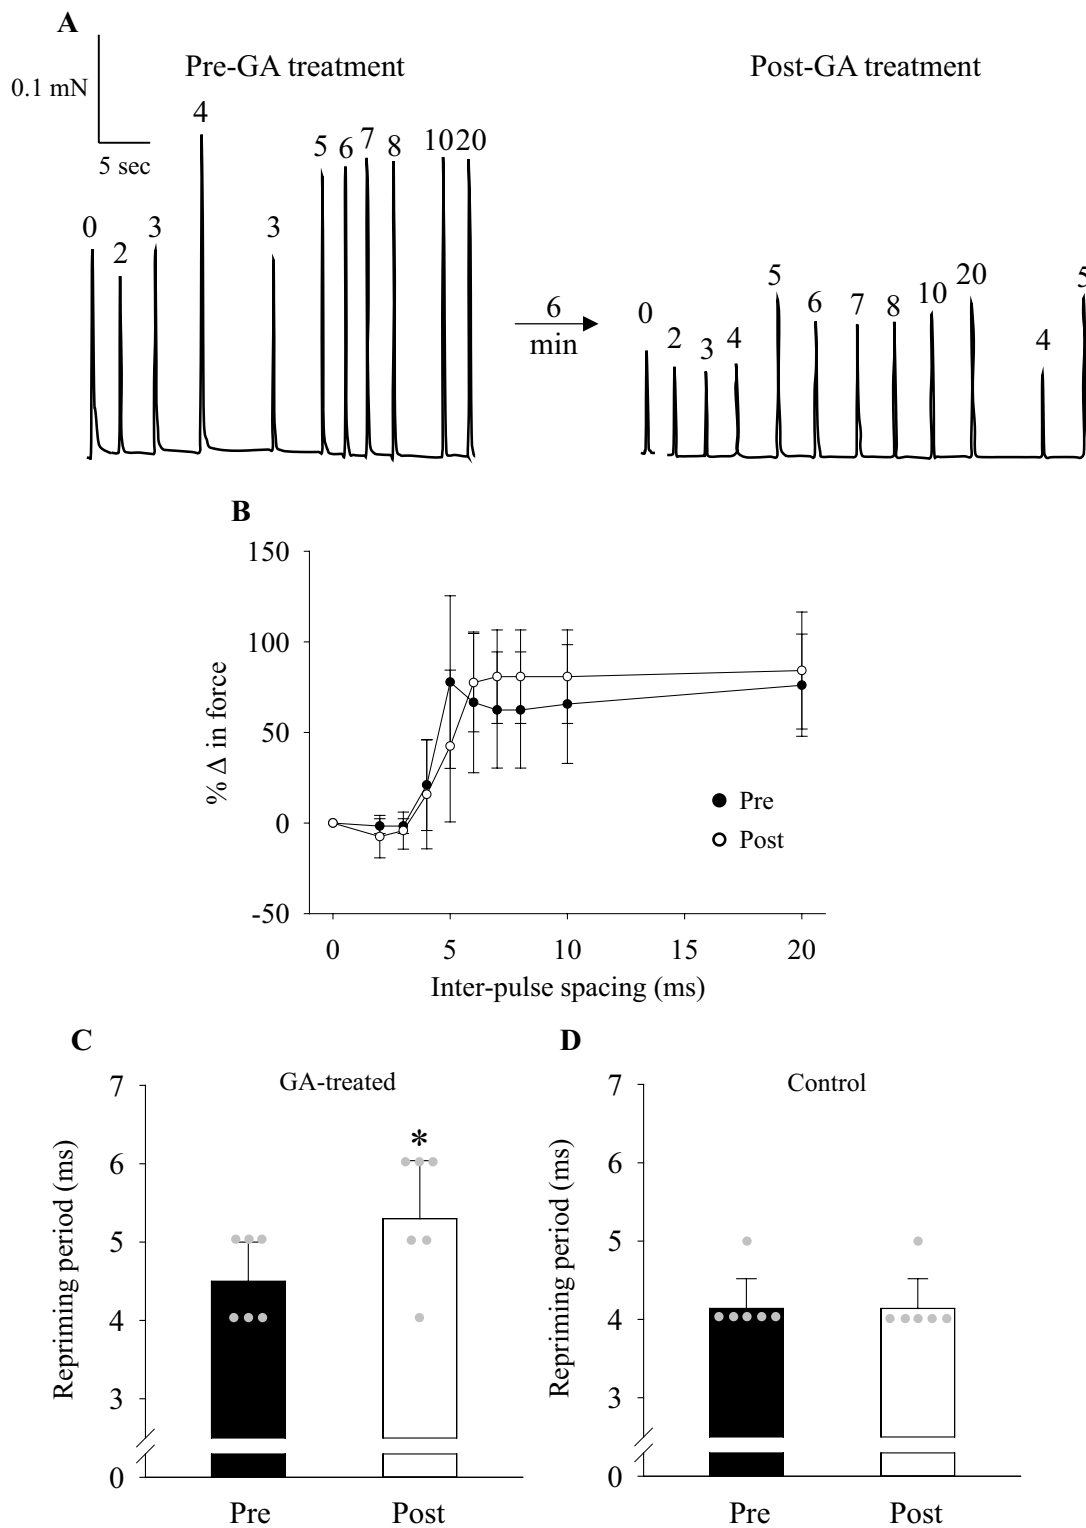 A
Pre-GA treatment
Post-GA treatment
0.1 mN
5 sec
0 2 3 4 3 5 6 7 8 10 20
6
min
0 2 3 4 5 6 7 8 10 20 4 5
B
150
100
50
0
-50
% Δ in force
Pre
Post
0 5 10 15 20
Inter-pulse spacing (ms)
C
GA-treated
7
6
5
4
3
0
Repriming period (ms)
*
Pre Post
D
Control
7
6
5
4
3
0
Repriming period (ms)
Pre Post